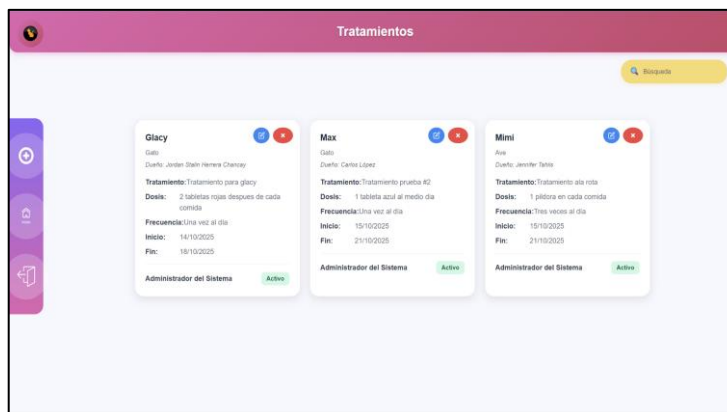 Tratamientos
Búsqueda
Glacy
Gato
Dueño: Jordan Stalin Herrera Chancay
Tratamiento:Tratamiento para glacy
Dosis: 2 tabletas rojas despues de cada
comida
Frecuencia:Una vez al día
Inicio: 14/10/2025
Fin: 18/10/2025
Administrador del Sistema Activo
Max
Gato
Dueño: Carlos López
Tratamiento:Tratamiento prueba #2
Dosis: 1 tableta azul al medio dia
Frecuencia:Una vez al día
Inicio: 15/10/2025
Fin: 21/10/2025
Administrador del Sistema Activo
Mimi
Ave
Dueño: Jennifer
Tratamiento:Tratamiento ala rota
Dosis: 1 pildora en cada comida
Frecuencia:Tres veces al día
Inicio: 15/10/2025
Fin: 21/10/2025
Administrador del Sistema Activo